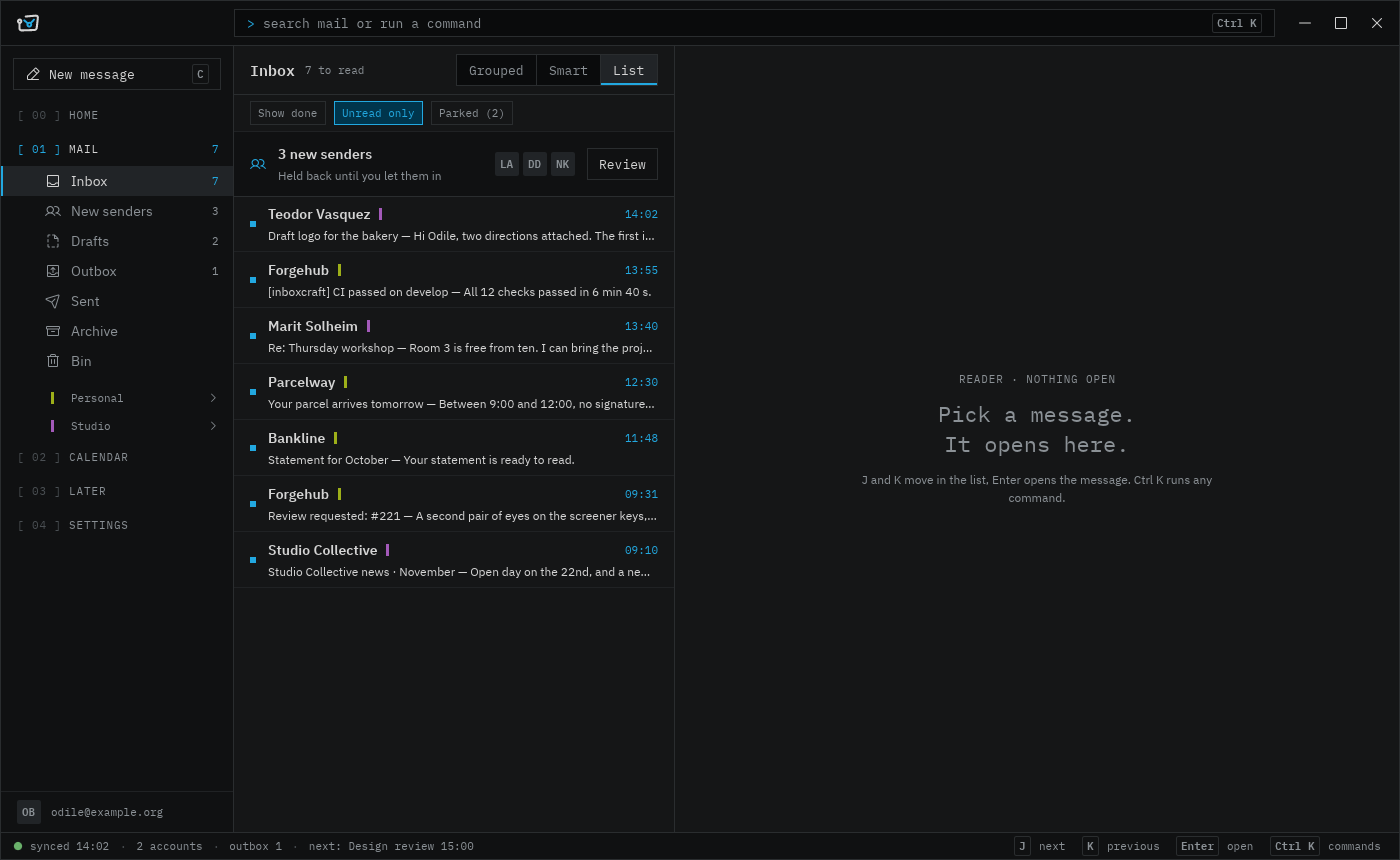 > search mail or run a command Ctrl K
New message C
[ 00 ] HOME
[ 01 ] MAIL 7
Inbox 7
New senders 3
Drafts 2
Outbox 1
Sent
Archive
Bin
Personal
Studio
[ 02 ] CALENDAR
[ 03 ] LATER
[ 04 ] SETTINGS
OB odile@example.org
Inbox 7 to read Grouped Smart List
Show done Unread only Parked (2)
3 new senders
Held back until you let them in
LA DD NK Review
Teodor Vasquez 14:02
Draft logo for the bakery — Hi Odile, two directions attached. The first i…
Forgehub 13:55
[inboxcraft] CI passed on develop — All 12 checks passed in 6 min 40 s.
Marit Solheim 13:40
Re: Thursday workshop — Room 3 is free from ten. I can bring the proj…
Parcelway 12:30
Your parcel arrives tomorrow — Between 9:00 and 12:00, no signature…
Bankline 11:48
Statement for October — Your statement is ready to read.
Forgehub 09:31
Review requested: #221 — A second pair of eyes on the screener keys,…
Studio Collective 09:10
Studio Collective news · November — Open day on the 22nd, and a ne…
READER · NOTHING OPEN
Pick a message.
It opens here.
J and K move in the list, Enter opens the message. Ctrl K runs any
command.
synced 14:02 · 2 accounts · outbox 1 · next: Design review 15:00
J next K previous Enter open Ctrl K commands